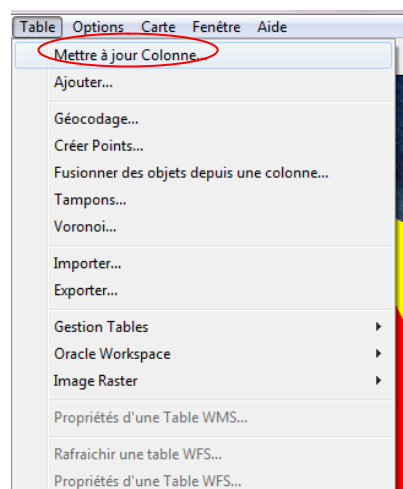 Table Options Carte Fenêtre Aide
Mettre à jour Colonne...
Ajouter...
Géocodage...
Créer Points...
Fusionner des objets depuis une colonne...
Tampons...
Voronoi...
Importer...
Exporter...
Gestion Tables
Oracle Workspace
Image Raster
Propriétés d'une Table WMS...
Rafraichir une table WFS...
Propriétés d'une Table WFS...